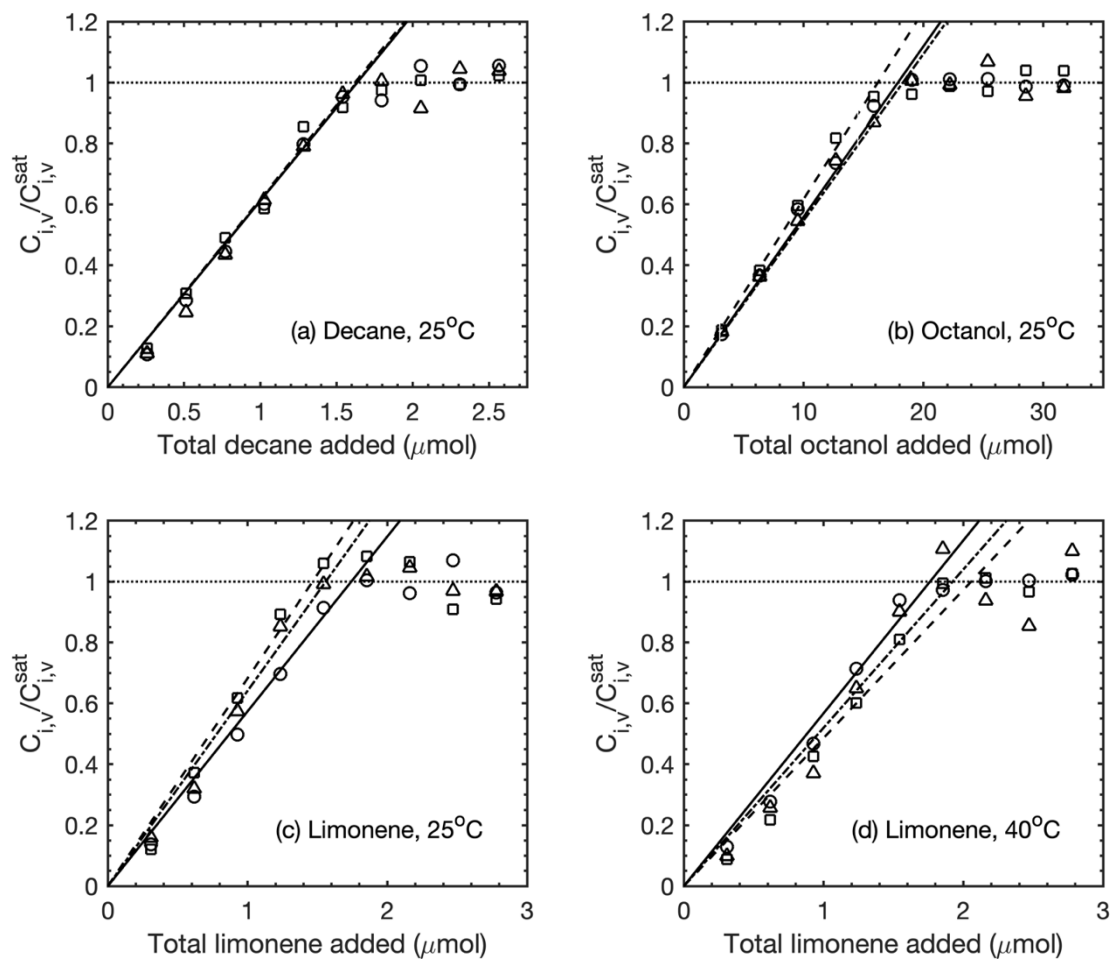 1.2
1
0.8
0.6
0.4
0.2
0
C_{i,v}/C_{i,v}^{sat}
(a) Decane, 25°C
0 0.5 1 1.5 2 2.5
Total decane added (μmol)
1.2
1
0.8
0.6
0.4
0.2
0
C_{i,v}/C_{i,v}^{sat}
(b) Octanol, 25°C
0 10 20 30
Total octanol added (μmol)
1.2
1
0.8
0.6
0.4
0.2
0
C_{i,v}/C_{i,v}^{sat}
(c) Limonene, 25°C
0 1 2 3
Total limonene added (μmol)
1.2
1
0.8
0.6
0.4
0.2
0
C_{i,v}/C_{i,v}^{sat}
(d) Limonene, 40°C
0 1 2 3
Total limonene added (μmol)